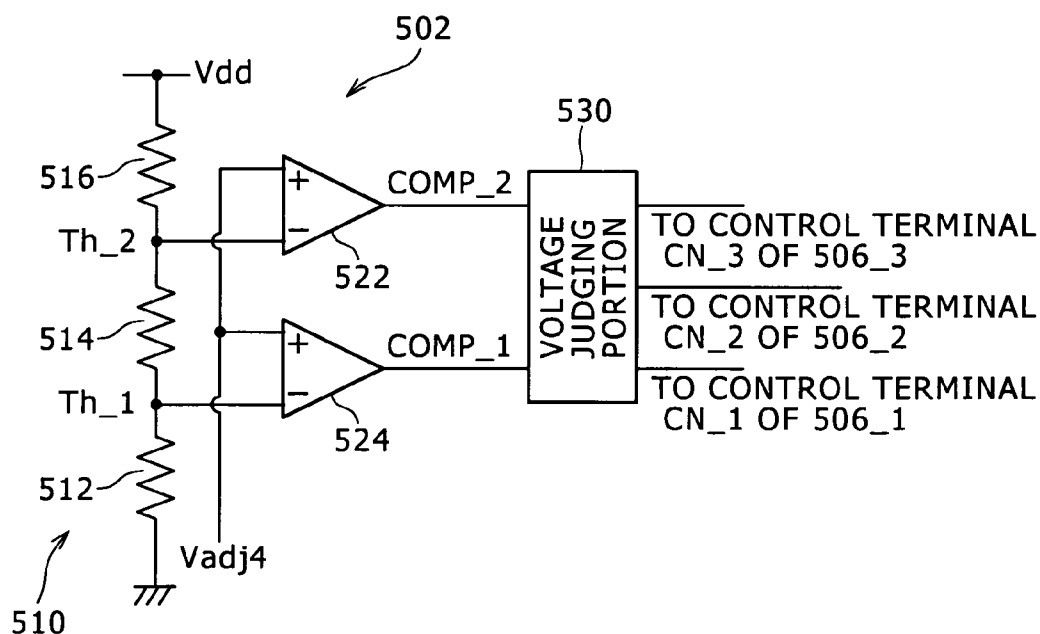 502
Vdd
530
516
COMP_2
Th_2
+
−
522
TO CONTROL TERMINAL
CN_3 OF 506_3
VOLTAGE
JUDGING
PORTION
514
TO CONTROL TERMINAL
CN_2 OF 506_2
COMP_1
Th_1
+
−
524
TO CONTROL TERMINAL
CN_1 OF 506_1
512
Vadj4
510